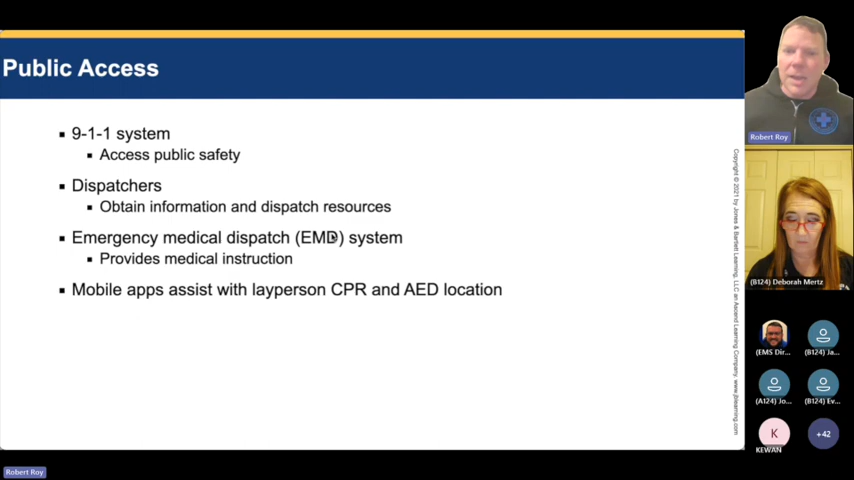 Public Access
▪ 9-1-1 system
▪ Access public safety
▪ Dispatchers
▪ Obtain information and dispatch resources
▪ Emergency medical dispatch (EMD) system
▪ Provides medical instruction
▪ Mobile apps assist with layperson CPR and AED location
Copyright © 2021 by Jones & Bartlett Learning, LLC an Ascend Learning Company. www.jblearning.com
Robert Roy
(B124) Deborah Mertz
(EMS Dir...
(B124) Ja...
(A124) Jo...
(B124) Ev...
K
KEWAN
+42
Robert Roy